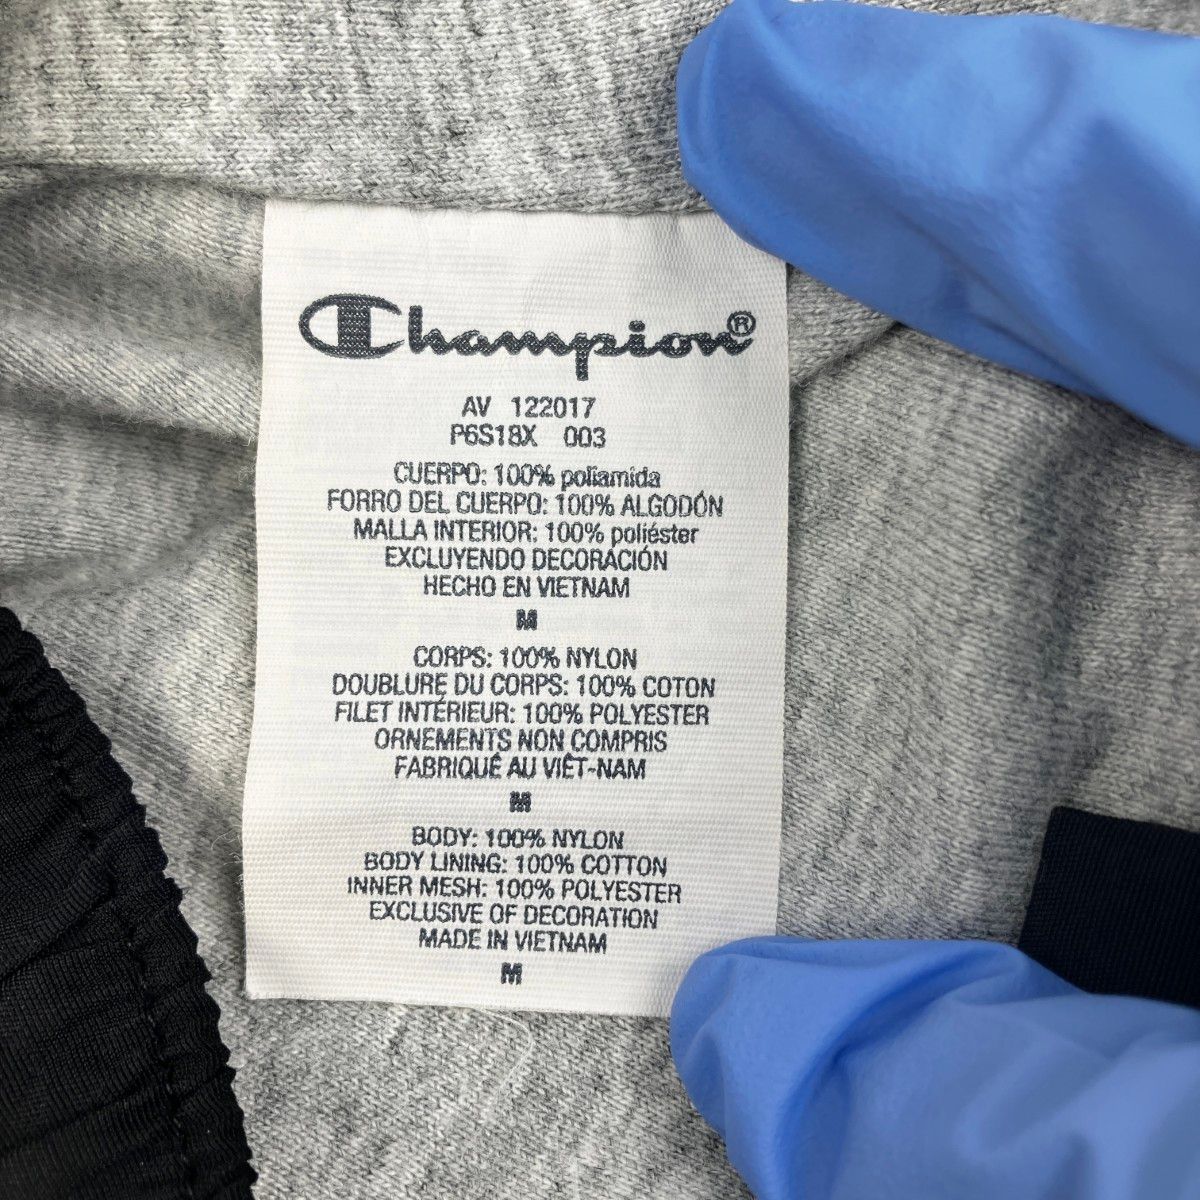 Champion®
AV 122017
P6S18X 003
CUERPO: 100% poliamida
FORRO DEL CUERPO: 100% ALGODÓN
MALLA INTERIOR: 100% poliéster
EXCLUYENDO DECORACIÓN
HECHO EN VIETNAM
M
CORPS: 100% NYLON
DOUBLURE DU CORPS: 100% COTON
FILET INTÉRIEUR: 100% POLYESTER
ORNEMENTS NON COMPRIS
FABRIQUÊ AU VIÊT-NAM
M
BODY: 100% NYLON
BODY LINING: 100% COTTON
INNER MESH: 100% POLYESTER
EXCLUSIVE OF DECORATION
MADE IN VIETNAM
M